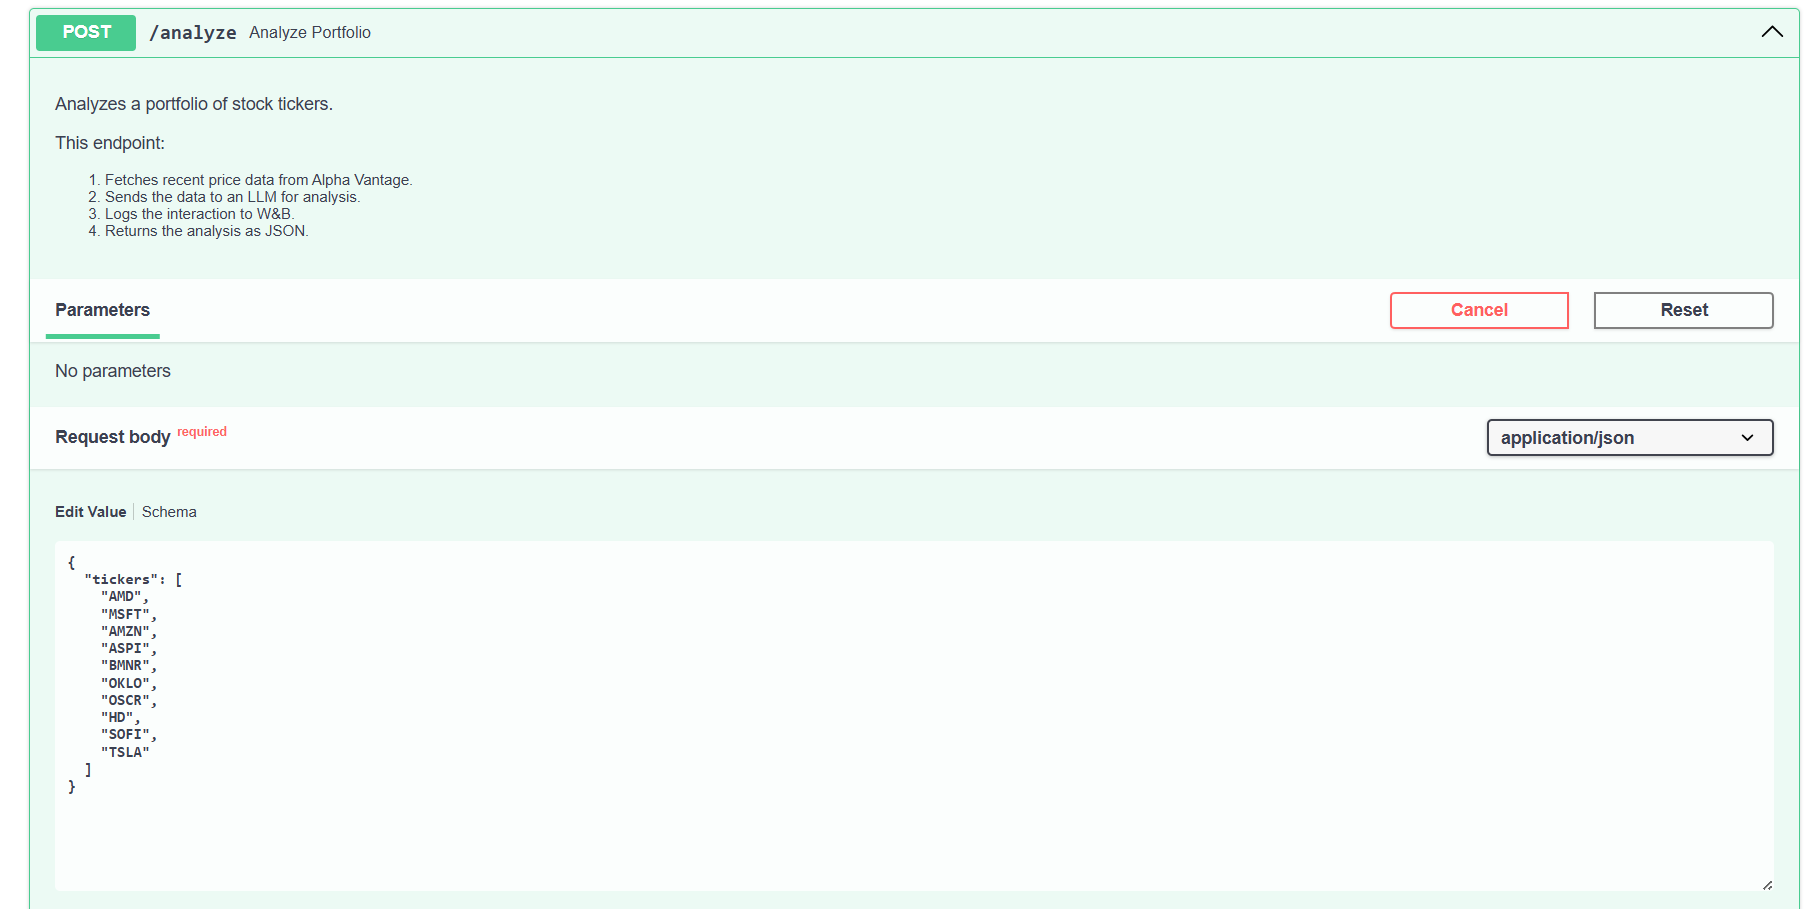 POST /analyze Analyze Portfolio
Analyzes a portfolio of stock tickers.
This endpoint:
1. Fetches recent price data from Alpha Vantage.
2. Sends the data to an LLM for analysis.
3. Logs the interaction to W&B.
4. Returns the analysis as JSON.
Parameters Cancel Reset
No parameters
Request body required application/json
Edit Value Schema
{
  "tickers": [
    "AMD",
    "MSFT",
    "AMZN",
    "ASPI",
    "BMNR",
    "OKLO",
    "OSCR",
    "HD",
    "SOFI",
    "TSLA"
  ]
}